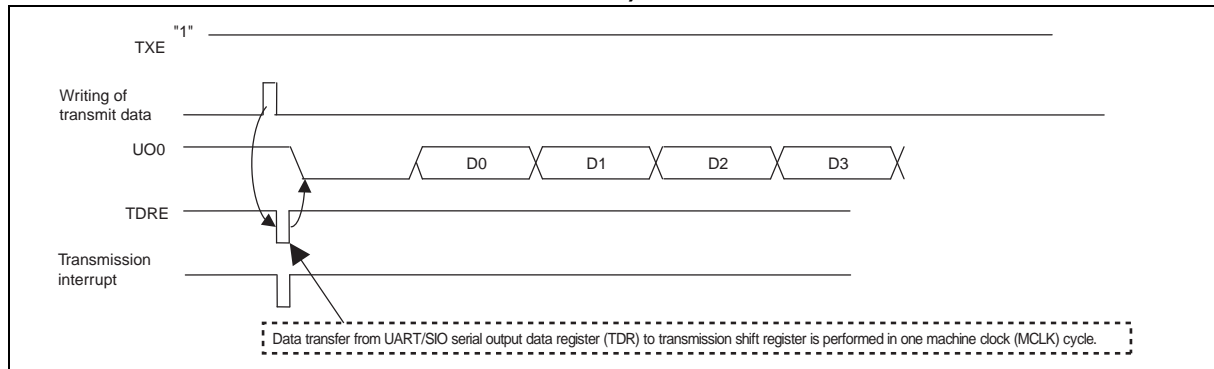 "1"
TXE
Writing of
transmit data
UO0
D0 D1 D2 D3
TDRE
Transmission
interrupt
Data transfer from UART/SIO serial output data register (TDR) to transmission shift register is performed in one machine clock (MCLK) cycle.